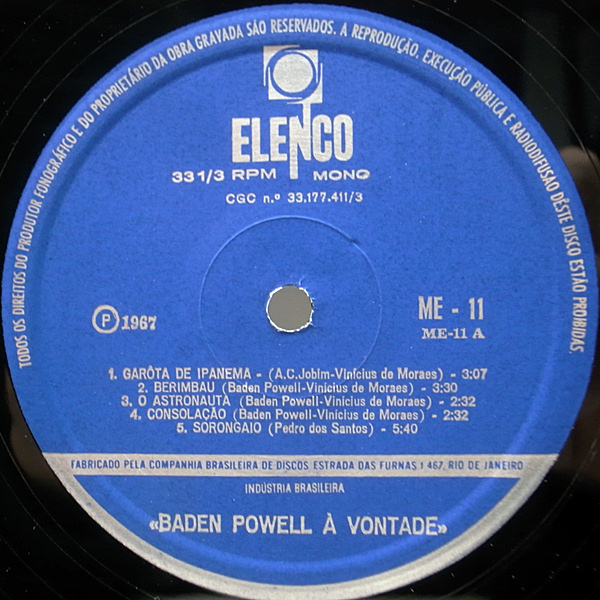 TODOS OS DIREITOS DO PRODUTOR FONOGRÁFICO E DO PROPRIETÁRIO DA OBRA GRAVADA SÃO RESERVADOS. A REPRODUÇÃO, EXECUÇÃO PÚBLICA E RADIODIFUSÃO DÊSTE DISCO ESTÃO PROIBIDAS.
ELENCO
33 1/3 RPM MONO
CGC n.º 33.177.411/3
Ⓟ 1967
ME - 11
ME-11 A
1. GARÔTA DE IPANEMA - (A.C.Jobim-Vinícius de Moraes) - 3:07
2. BERIMBAU (Baden Powell-Vinícius de Moraes) - 3:30
3. O ASTRONAUTA (Baden Powell-Vinícius de Moraes) - 2:32
4. CONSOLAÇÃO (Baden Powell-Vinícius de Moraes) - 2:32
5. SORONGAIO (Pedro dos Santos) - 5:40
FABRICADO PELA COMPANHIA BRASILEIRA DE DISCOS ESTRADA DAS FURNAS 1 467, RIO DE JANEIRO
INDÚSTRIA BRASILEIRA
«BADEN POWELL À VONTADE»